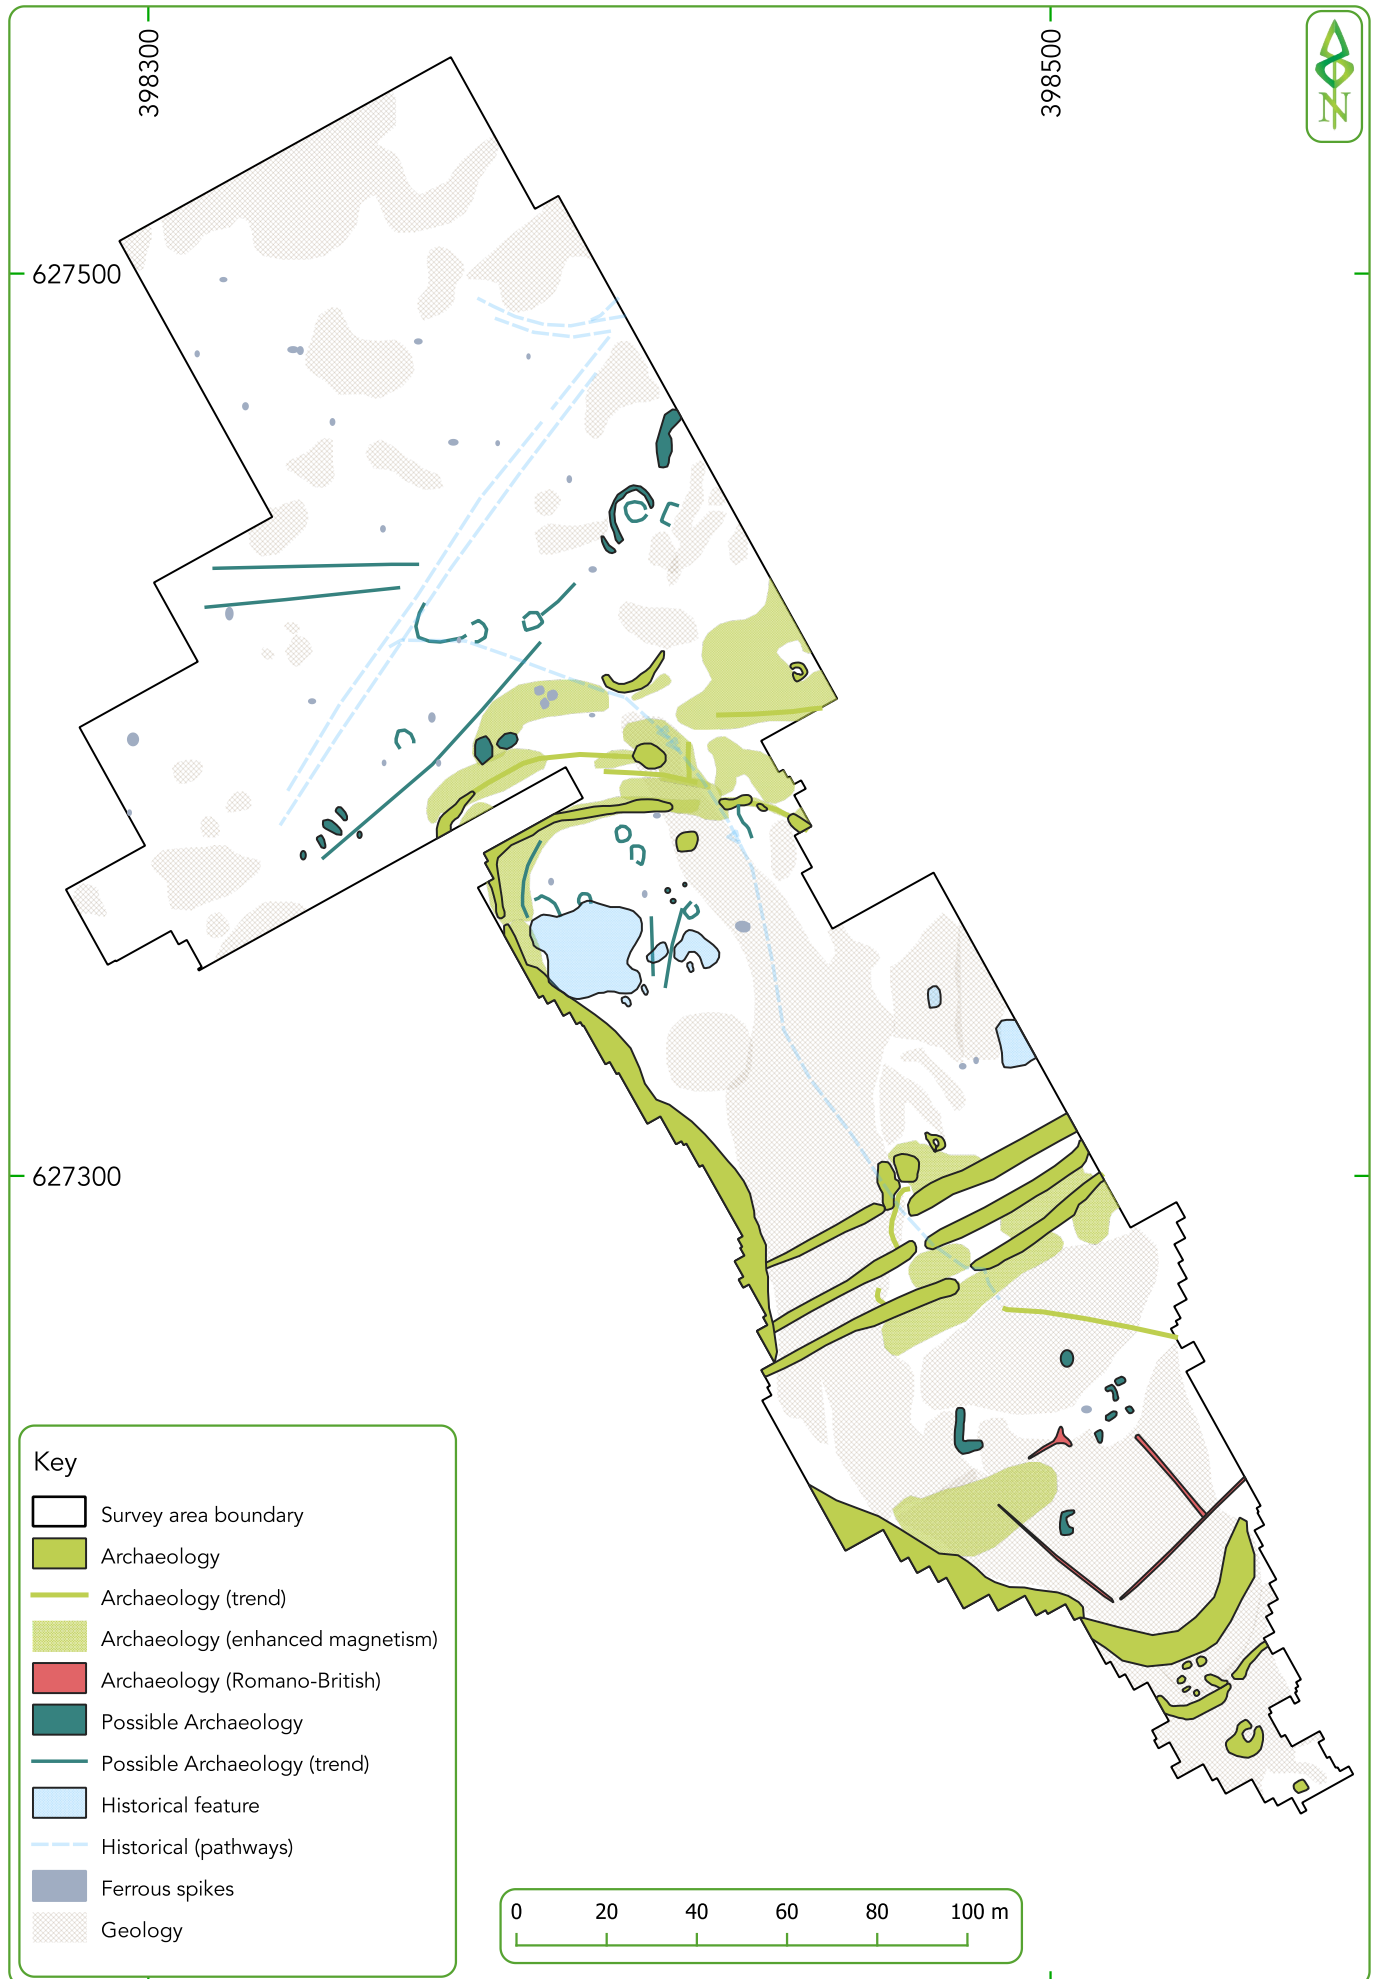 398300
398500
N
627500
627300
Key
Survey area boundary
Archaeology
Archaeology (trend)
Archaeology (enhanced magnetism)
Archaeology (Romano-British)
Possible Archaeology
Possible Archaeology (trend)
Historical feature
Historical (pathways)
Ferrous spikes
Geology
0 20 40 60 80 100 m